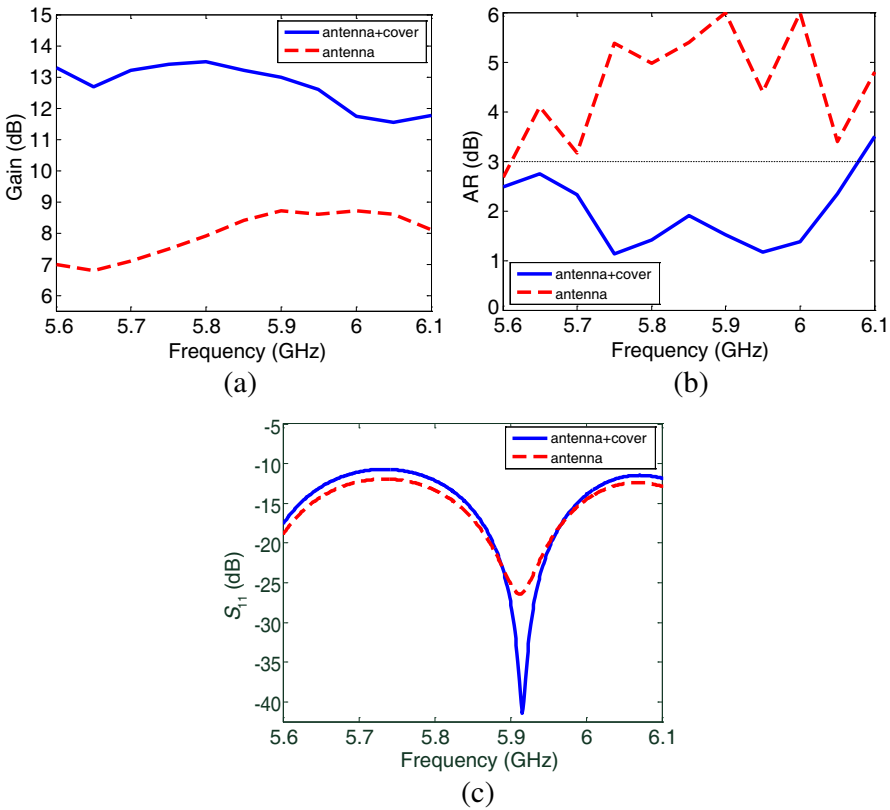 15
14
13
12
11
10
9
8
7
6
Gain (dB)
antenna+cover
antenna
5.6
5.7
5.8
5.9
6
6.1
Frequency (GHz)
(a)
6
5
4
3
2
1
0
AR (dB)
antenna+cover
antenna
5.6
5.7
5.8
5.9
6
6.1
Frequency (GHz)
(b)
-5
-10
-15
-20
-25
-30
-35
-40
S11 (dB)
antenna+cover
antenna
5.6
5.7
5.8
5.9
6
6.1
Frequency (GHz)
(c)